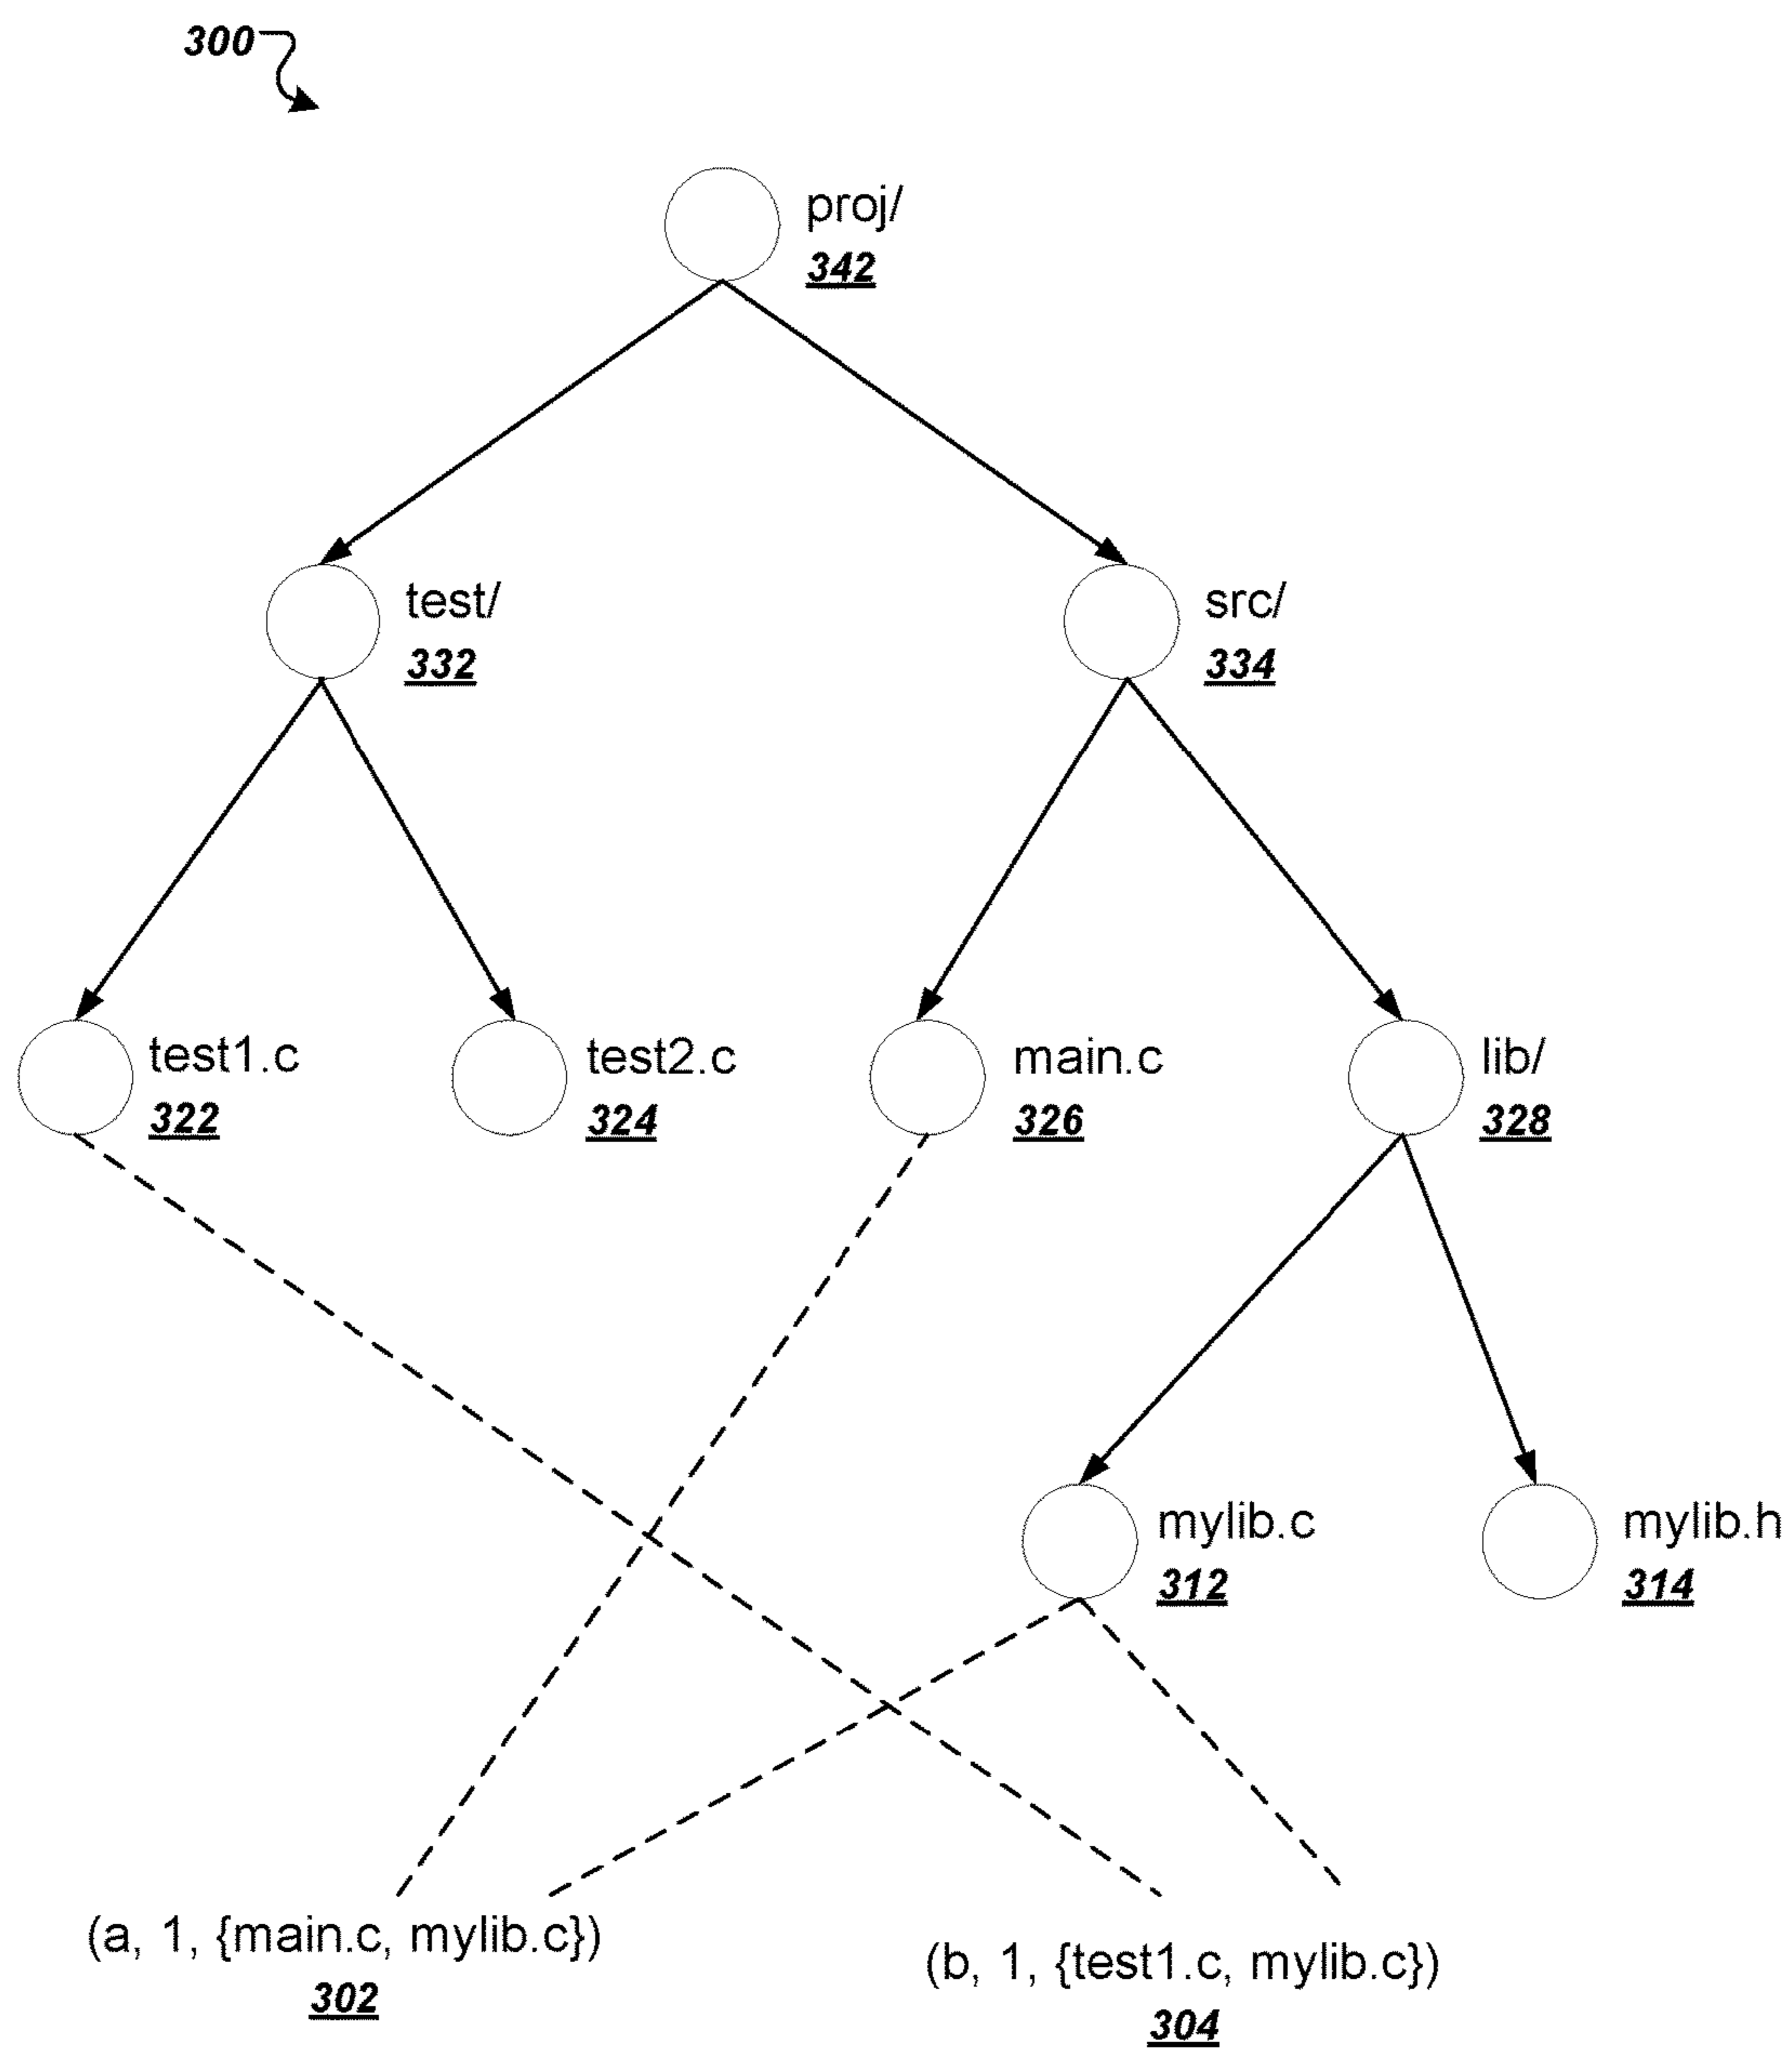 300
proj/
342
test/
332
src/
334
test1.c
322
test2.c
324
main.c
326
lib/
328
mylib.c
312
mylib.h
314
(a, 1, {main.c, mylib.c})
302
(b, 1, {test1.c, mylib.c})
304